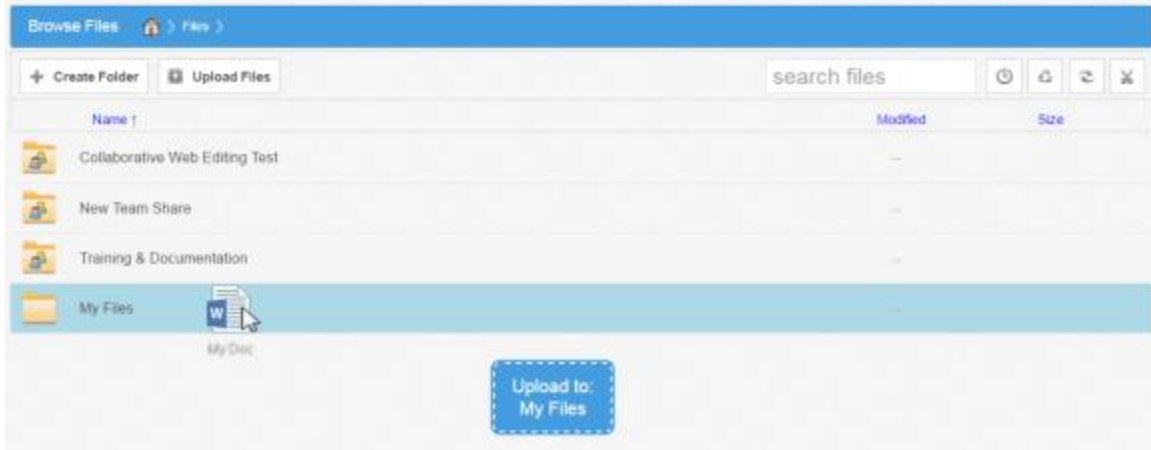 Browse Files Files
Create Folder Upload Files search files
Name ↑ Modified Size
Collaborative Web Editing Test --
New Team Share --
Training & Documentation --
My Files --
W
My Doc
Upload to:
My Files